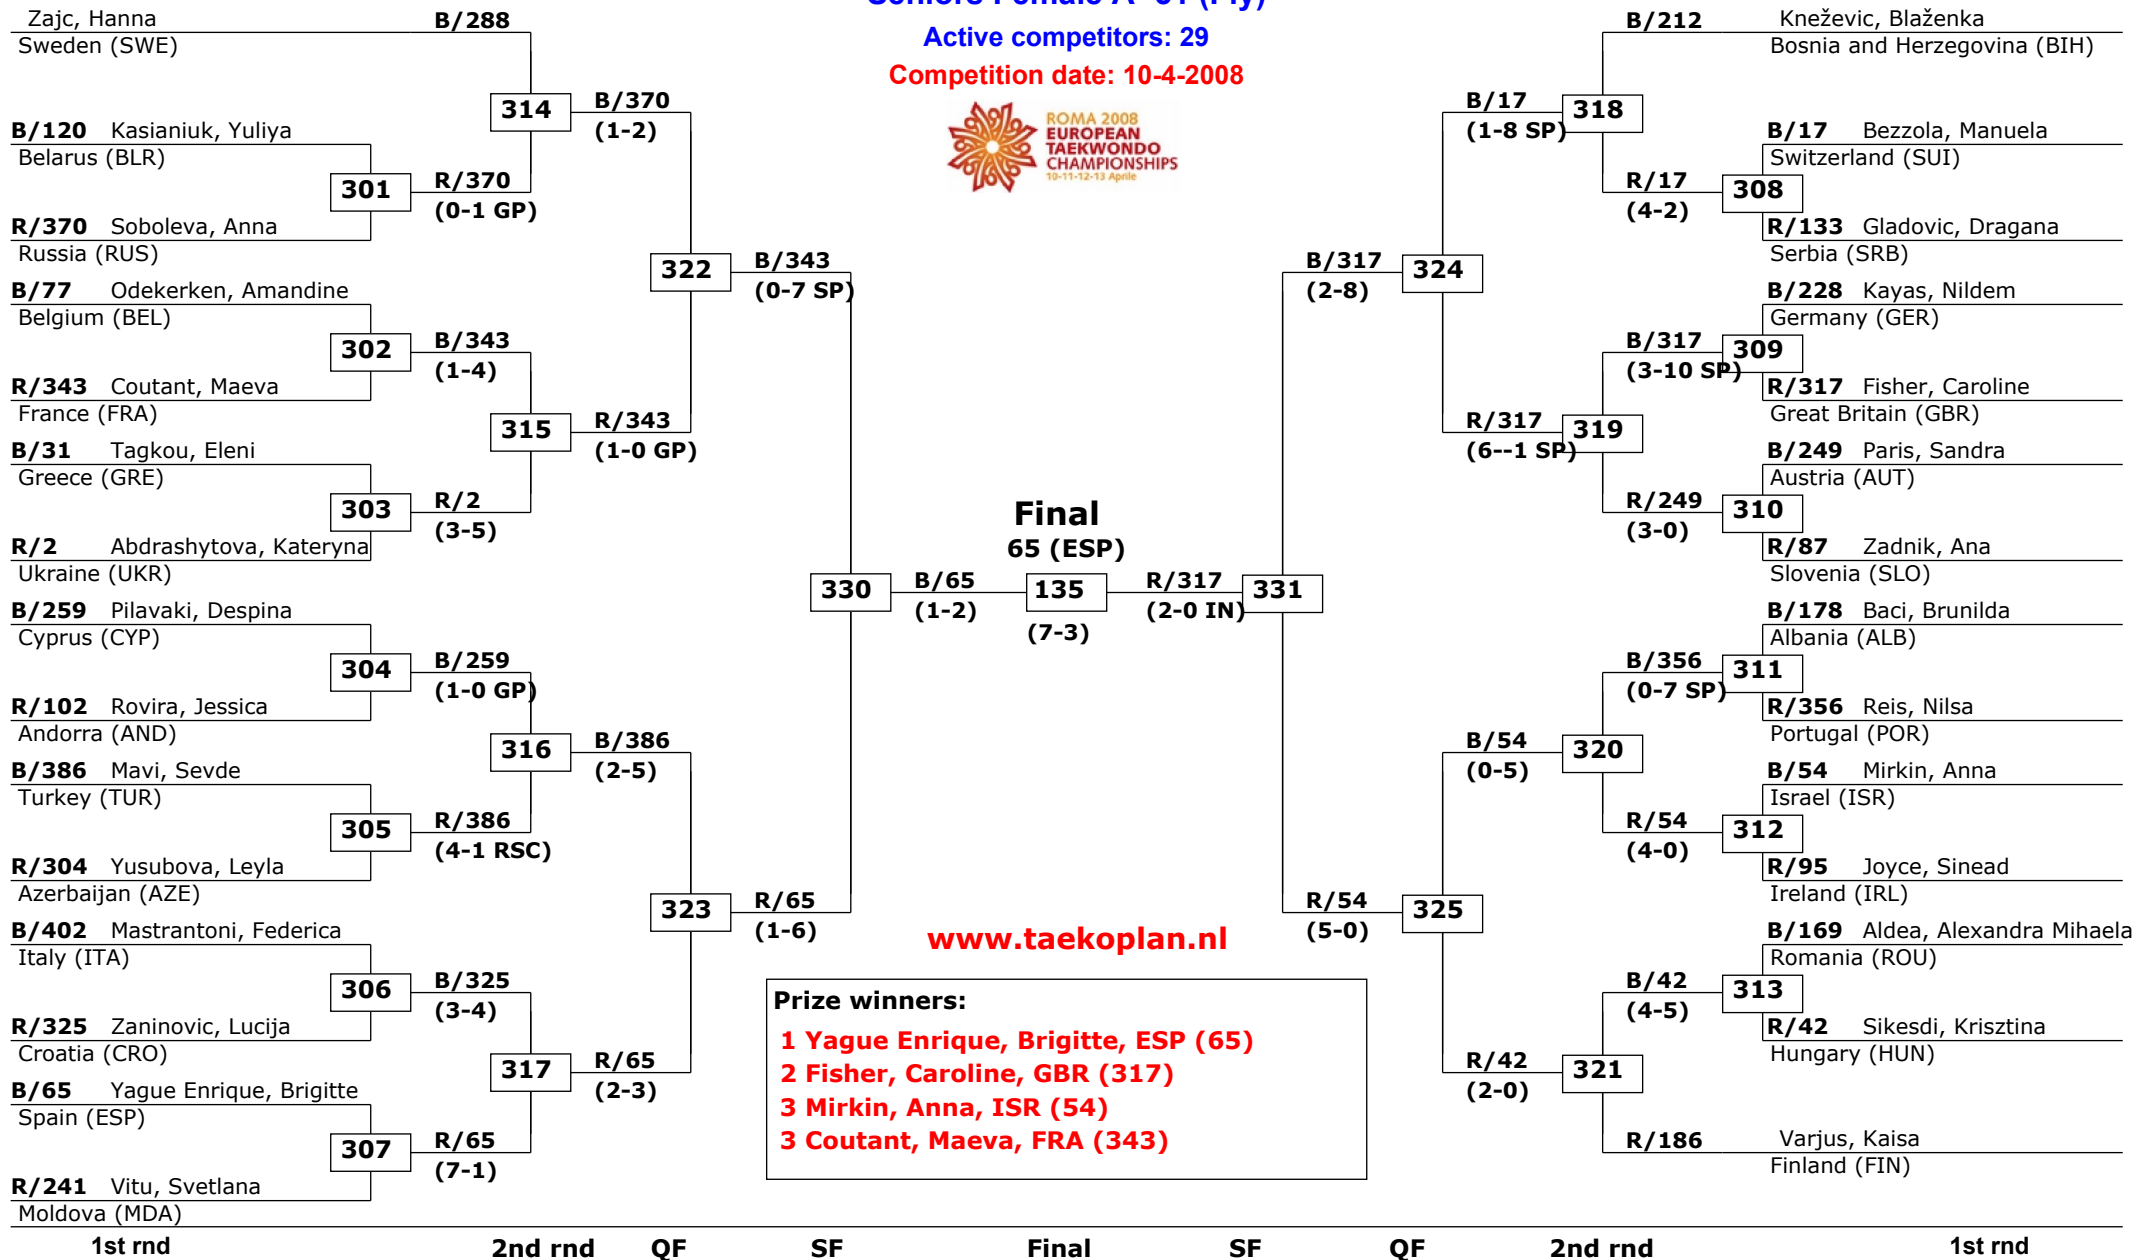 Seniors Female A -51 (Fly)
Active competitors: 29
Competition date: 10-4-2008
ROMA 2008
EUROPEAN
TAEKWONDO
CHAMPIONSHIPS
10-11-12-13 Aprile
Zajc, Hanna
B/288
Sweden (SWE)
314
B/370
(1-2)
B/120 Kasianiuk, Yuliya
Belarus (BLR)
301
R/370
(0-1 GP)
R/370 Soboleva, Anna
Russia (RUS)
322
B/343
(0-7 SP)
B/77 Odekerken, Amandine
Belgium (BEL)
302
B/343
(1-4)
R/343 Coutant, Maeva
France (FRA)
315
R/343
(1-0 GP)
B/31 Tagkou, Eleni
Greece (GRE)
303
R/2
(3-5)
R/2 Abdrashytova, Kateryna
Ukraine (UKR)
330
B/65
(1-2)
B/259 Pilavaki, Despina
Cyprus (CYP)
304
B/259
(1-0 GP)
R/102 Rovira, Jessica
Andorra (AND)
316
B/386
(2-5)
B/386 Mavi, Sevde
Turkey (TUR)
305
R/386
(4-1 RSC)
R/304 Yusubova, Leyla
Azerbaijan (AZE)
323
R/65
(1-6)
B/402 Mastrantoni, Federica
Italy (ITA)
306
B/325
(3-4)
R/325 Zaninovic, Lucija
Croatia (CRO)
317
R/65
(2-3)
B/65 Yague Enrique, Brigitte
Spain (ESP)
307
R/65
(7-1)
R/241 Vitu, Svetlana
Moldova (MDA)
Final
65 (ESP)
135
(7-3)
R/317
(2-0 IN)
331
B/212
Kneževic, Blaženka
Bosnia and Herzegovina (BIH)
B/17
(1-8 SP)
318
B/17 Bezzola, Manuela
Switzerland (SUI)
R/17
(4-2)
308
R/133 Gladovic, Dragana
Serbia (SRB)
B/317
(2-8)
324
B/228 Kayas, Nildem
Germany (GER)
B/317
(3-10 SP)
309
R/317 Fisher, Caroline
Great Britain (GBR)
R/317
(6--1 SP)
319
B/249 Paris, Sandra
Austria (AUT)
R/249
(3-0)
310
R/87 Zadnik, Ana
Slovenia (SLO)
B/178 Baci, Brunilda
Albania (ALB)
B/356
(0-7 SP)
311
R/356 Reis, Nilsa
Portugal (POR)
B/54
(0-5)
320
B/54 Mirkin, Anna
Israel (ISR)
R/54
(4-0)
312
R/95 Joyce, Sinead
Ireland (IRL)
R/54
(5-0)
325
B/169 Aldea, Alexandra Mihaela
Romania (ROU)
B/42
(4-5)
313
R/42 Sikesdi, Krisztina
Hungary (HUN)
R/42
(2-0)
321
R/186
Varjus, Kaisa
Finland (FIN)
www.taekoplan.nl
Prize winners:
1 Yague Enrique, Brigitte, ESP (65)
2 Fisher, Caroline, GBR (317)
3 Mirkin, Anna, ISR (54)
3 Coutant, Maeva, FRA (343)
1st rnd 2nd rnd QF SF Final SF QF 2nd rnd 1st rnd